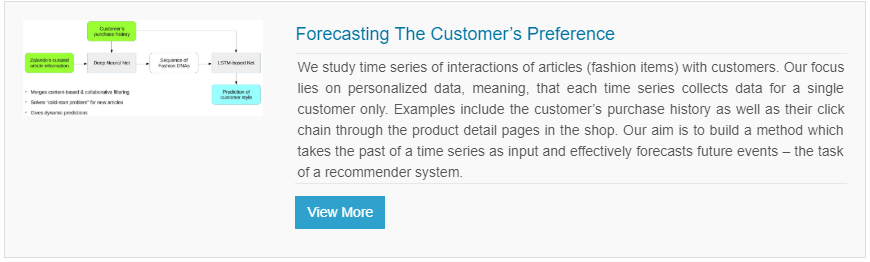 Customer's
purchase history
Zalando's curated
article information
Deep Neural Net
Sequence of
Fashion DNAs
LSTM-based Net
Prediction of
customer style
• Merges content-based & collaborative filtering
• Solves "cold-start problem" for new articles
• Gives dynamic predictions
Forecasting The Customer’s Preference
We study time series of interactions of articles (fashion items) with customers. Our focus
lies on personalized data, meaning, that each time series collects data for a single
customer only. Examples include the customer’s purchase history as well as their click
chain through the product detail pages in the shop. Our aim is to build a method which
takes the past of a time series as input and effectively forecasts future events – the task
of a recommender system.
View More